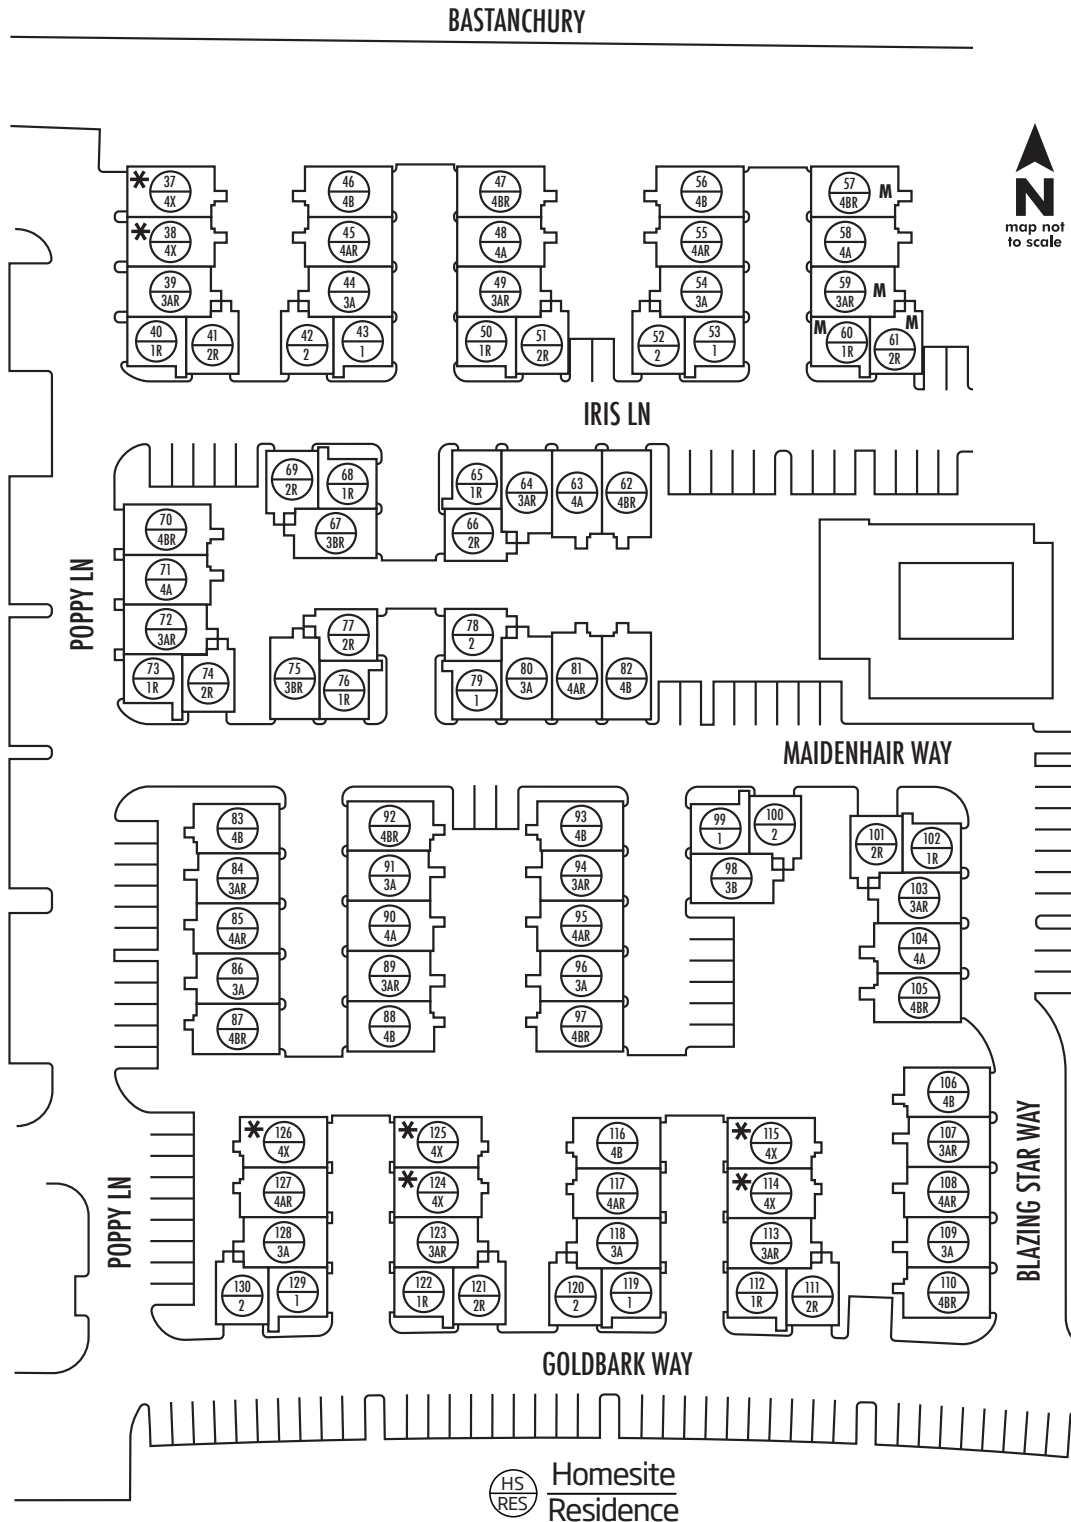 BASTANCHURY
N
map not
to scale
* 37
4X
46
4B
47
4BR
56
4B
57
4BR
M
* 38
4X
45
4AR
48
4A
55
4AR
58
4A
39
3AR
44
3A
49
3AR
54
3A
59
3AR
M
40
1R
41
2R
42
2
43
1
50
1R
51
2R
52
2
53
1
M
60
1R
M
61
2R
IRIS LN
69
2R
68
1R
65
1R
64
3AR
63
4A
62
4BR
67
3BR
66
2R
70
4BR
71
4A
72
3AR
73
1R
74
2R
POPPY LN
77
2R
75
3BR
76
1R
78
2
79
1
80
3A
81
4AR
82
4B
MAIDENHAIR WAY
83
4B
92
4BR
93
4B
99
1
100
2
101
2R
102
1R
84
3AR
91
3A
94
3AR
98
3B
103
3AR
85
4AR
90
4A
95
4AR
104
4A
86
3A
89
3AR
96
3A
105
4BR
87
4BR
88
4B
97
4BR
106
4B
* 126
4X
* 125
4X
116
4B
* 115
4X
107
3AR
127
4AR
* 124
4X
117
4AR
* 114
4X
108
4AR
128
3A
123
3AR
118
3A
113
3AR
109
3A
130
2
129
1
122
1R
121
2R
120
2
119
1
112
1R
111
2R
110
4BR
POPPY LN
BLAZING STAR WAY
GOLDBARK WAY
HS
RES
Homesite
Residence